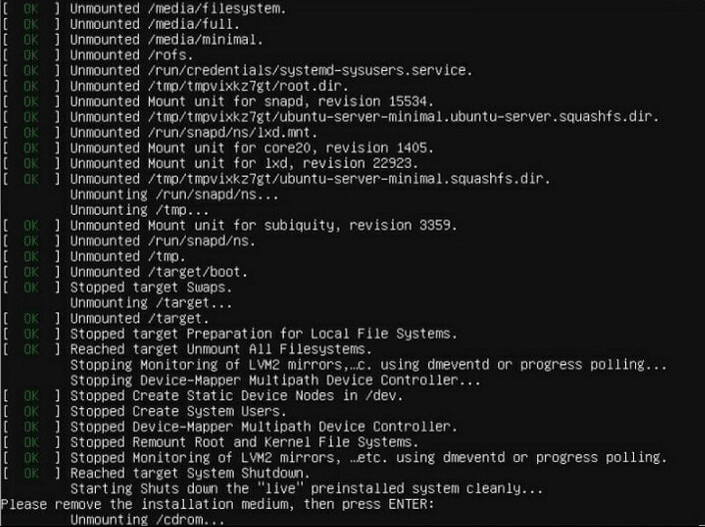 [  OK  ] Unmounted /media/filesystem.
[  OK  ] Unmounted /media/full.
[  OK  ] Unmounted /media/minimal.
[  OK  ] Unmounted /rofs.
[  OK  ] Unmounted /run/credentials/systemd-sysusers.service.
[  OK  ] Unmounted /tmp/tmpvixkz7gt/root.dir.
[  OK  ] Unmounted Mount unit for snapd, revision 15534.
[  OK  ] Unmounted /tmp/tmpvixkz7gt/ubuntu-server-minimal.ubuntu-server.squashfs.dir.
[  OK  ] Unmounted /run/snapd/ns/lxd.mnt.
[  OK  ] Unmounted Mount unit for core20, revision 1405.
[  OK  ] Unmounted Mount unit for lxd, revision 22923.
[  OK  ] Unmounted /tmp/tmpvixkz7gt/ubuntu-server-minimal.squashfs.dir.
         Unmounting /run/snapd/ns...
         Unmounting /tmp...
[  OK  ] Unmounted Mount unit for subiquity, revision 3359.
[  OK  ] Unmounted /run/snapd/ns.
[  OK  ] Unmounted /tmp.
[  OK  ] Unmounted /target/boot.
[  OK  ] Stopped target Swaps.
         Unmounting /target...
[  OK  ] Unmounted /target.
[  OK  ] Stopped target Preparation for Local File Systems.
[  OK  ] Reached target Unmount All Filesystems.
         Stopping Monitoring of LVM2 mirrors,…c. using dmeventd or progress polling...
         Stopping Device-Mapper Multipath Device Controller...
[  OK  ] Stopped Create Static Device Nodes in /dev.
[  OK  ] Stopped Create System Users.
[  OK  ] Stopped Device-Mapper Multipath Device Controller.
[  OK  ] Stopped Remount Root and Kernel File Systems.
[  OK  ] Stopped Monitoring of LVM2 mirrors, …etc. using dmeventd or progress polling.
[  OK  ] Reached target System Shutdown.
         Starting Shuts down the "live" preinstalled system cleanly...
Please remove the installation medium, then press ENTER:
         Unmounting /cdrom...